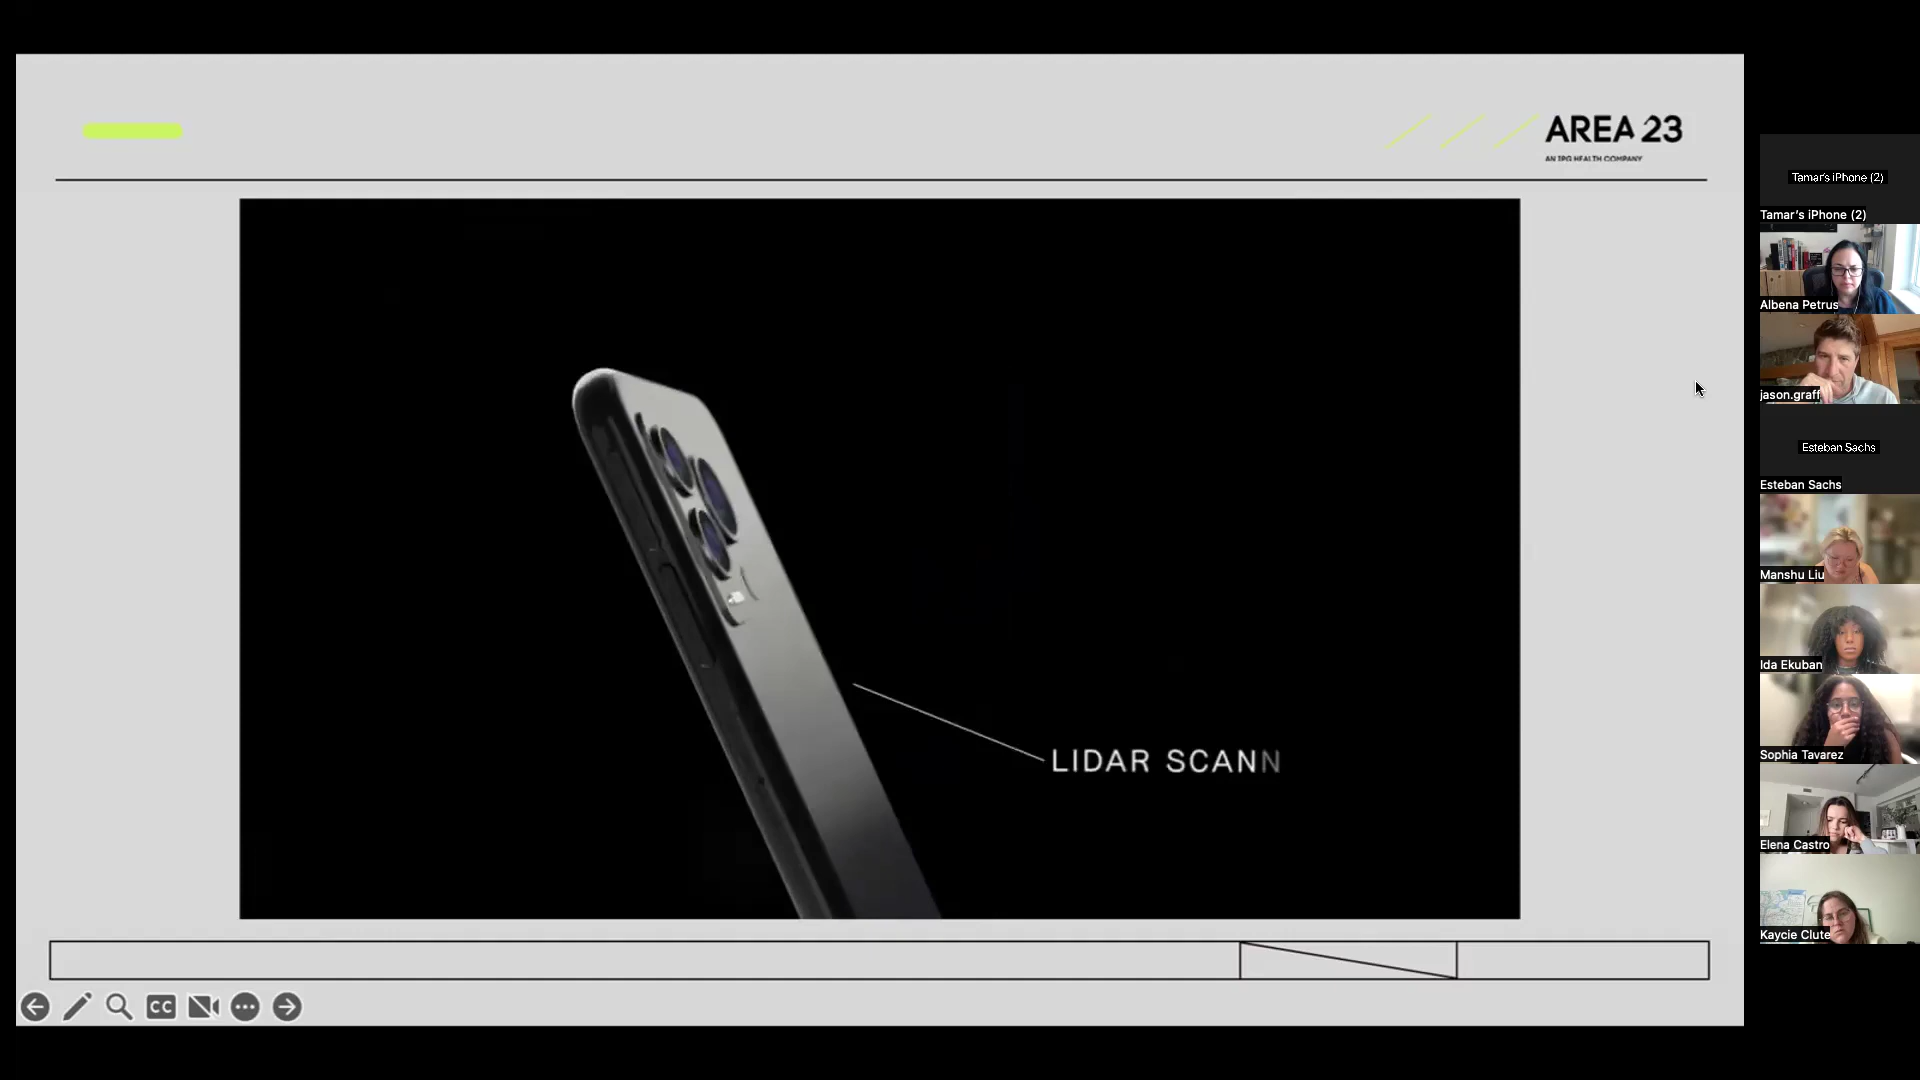 AREA 23
AN IPG HEALTH COMPANY
LIDAR SCANN
CC
Tamar's iPhone (2)
Tamar's iPhone (2)
Albena Petrus
jason.graff
Esteban Sachs
Esteban Sachs
Manshu Liu
Ida Ekuban
Sophia Tavarez
Elena Castro
Kaycie Clute